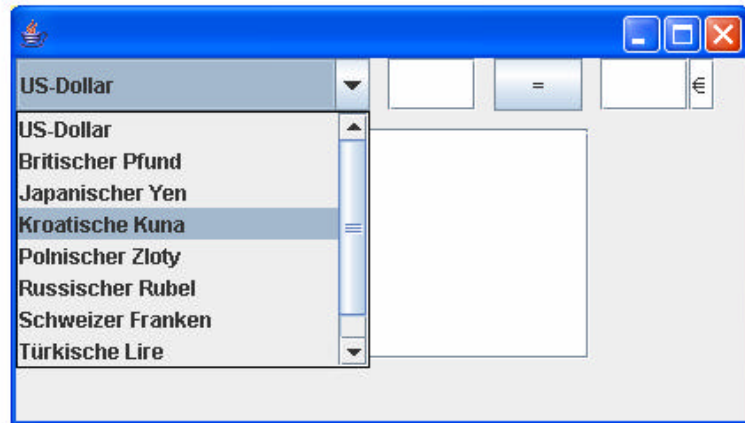 US-Dollar = €
US-Dollar
Britischer Pfund
Japanischer Yen
Kroatische Kuna
Polnischer Zloty
Russischer Rubel
Schweizer Franken
Türkische Lire